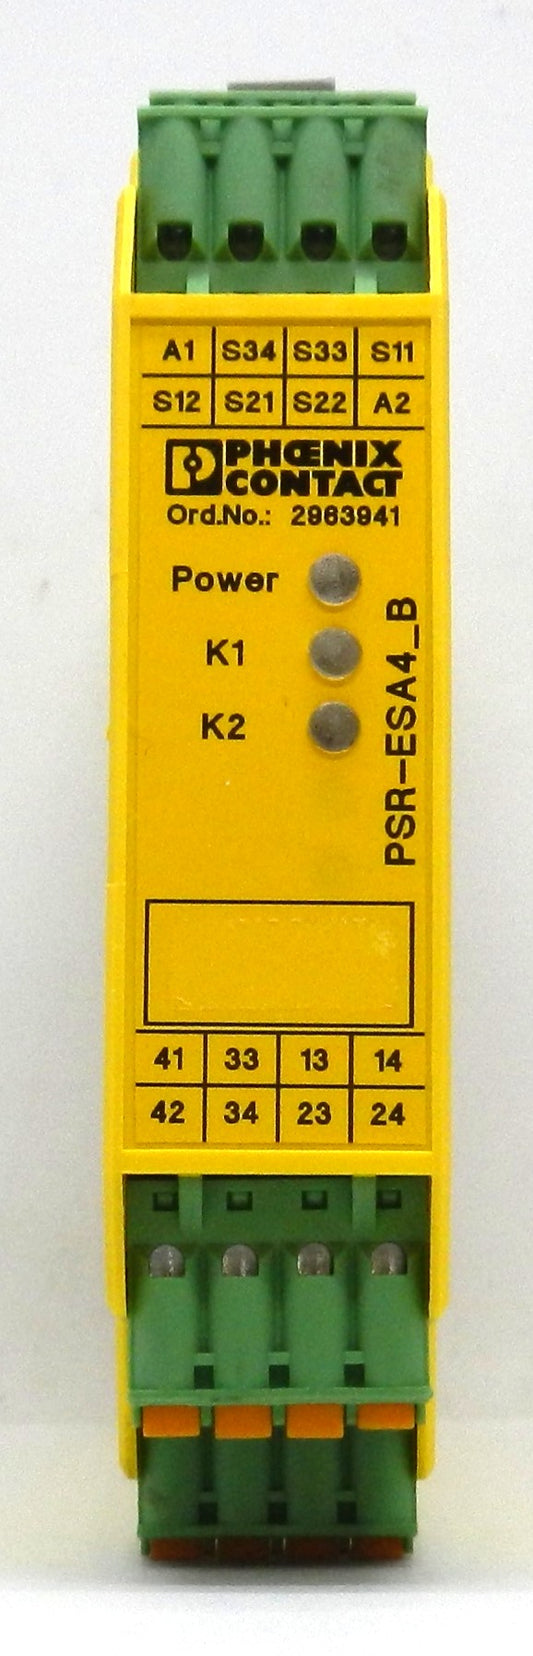 A1 S34 S33 S11
S12 S21 S22 A2
PHŒNIX
CONTACT
Ord.No.: 2963941
Power
K1
K2
PSR-ESA4_B
41 33 13 14
42 34 23 24